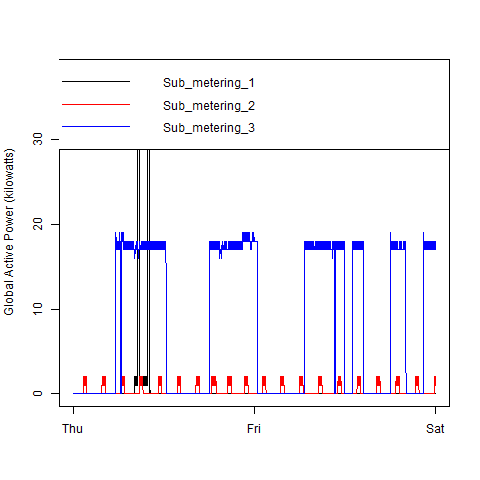 Sub_metering_1
Sub_metering_2
Sub_metering_3
Global Active Power (kilowatts)
30
20
10
0
Thu Fri Sat